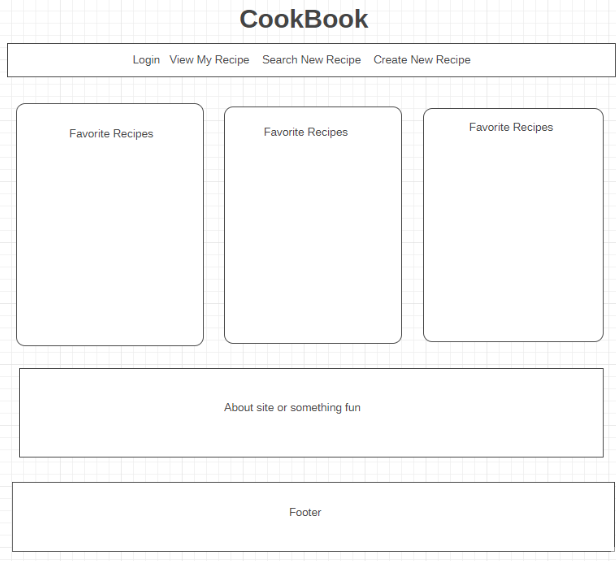 CookBook
Login View My Recipe Search New Recipe Create New Recipe
Favorite Recipes
Favorite Recipes
Favorite Recipes
About site or something fun
Footer